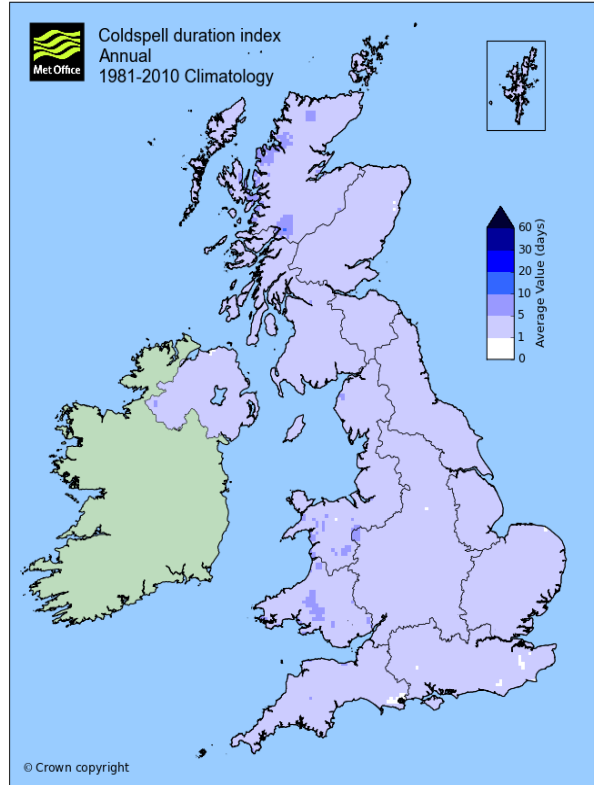 Coldspell duration index
Annual
1981-2010 Climatology
Met Office
60
30
20
10
5
1
0
Average Value (days)
© Crown copyright